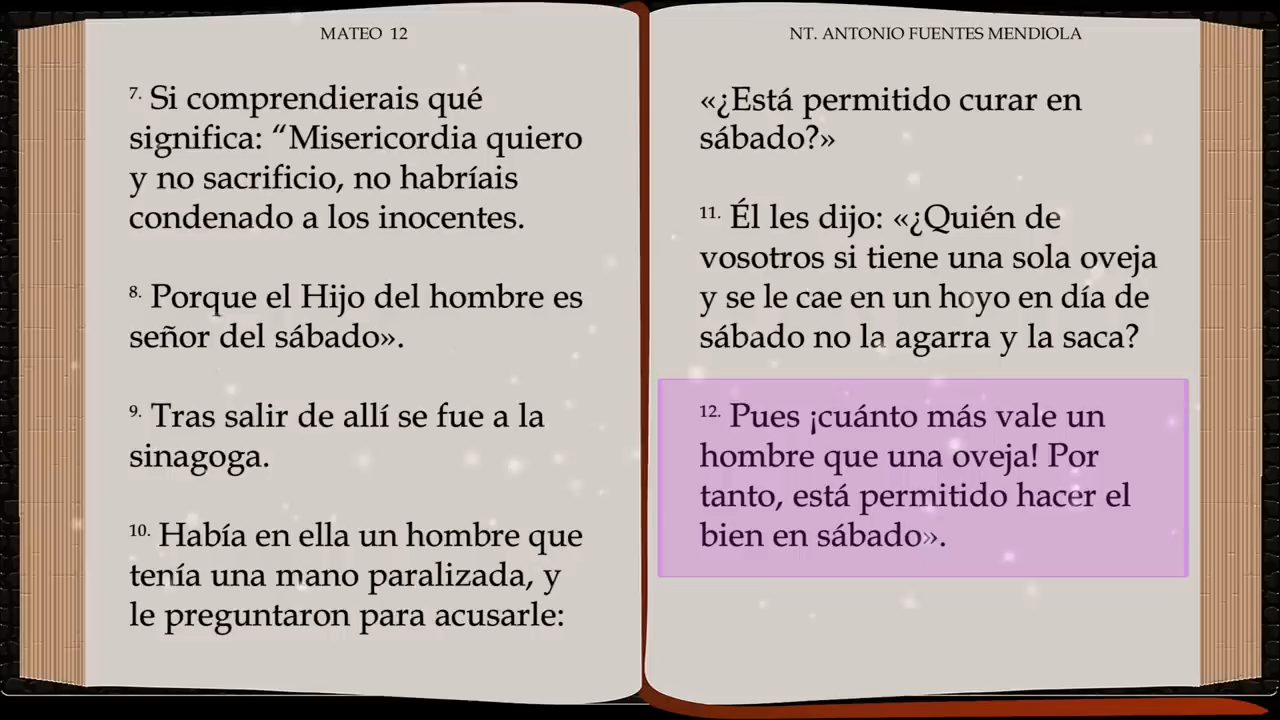 MATEO 12
7. Si comprendierais qué
significa: “Misericordia quiero
y no sacrificio, no habríais
condenado a los inocentes.
8. Porque el Hijo del hombre es
señor del sábado».
9. Tras salir de allí se fue a la
sinagoga.
10. Había en ella un hombre que
tenía una mano paralizada, y
le preguntaron para acusarle:
NT. ANTONIO FUENTES MENDIOLA
«¿Está permitido curar en
sábado?»
11. Él les dijo: «¿Quién de
vosotros si tiene una sola oveja
y se le cae en un hoyo en día de
sábado no la agarra y la saca?
12. Pues ¡cuánto más vale un
hombre que una oveja! Por
tanto, está permitido hacer el
bien en sábado».